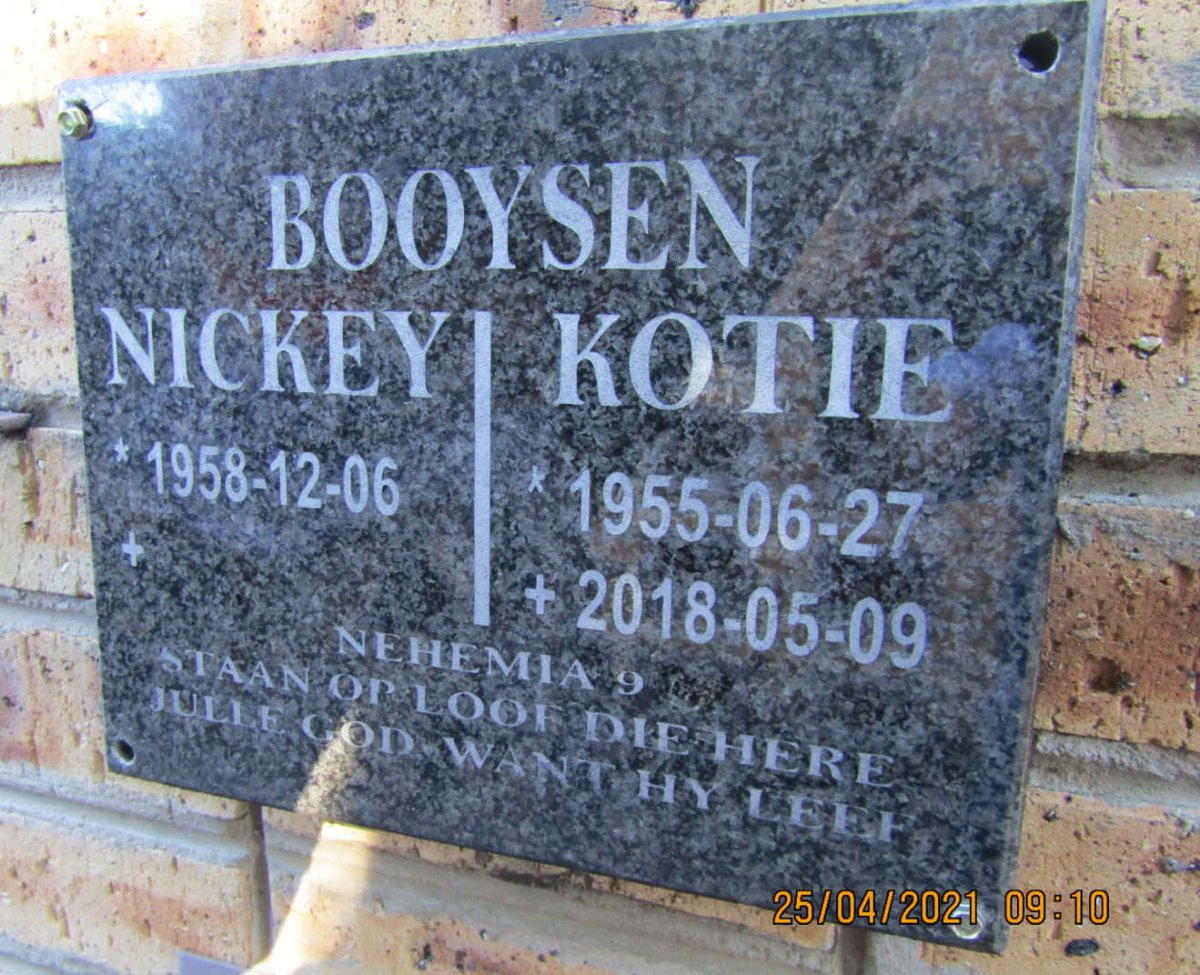 BOOYSEN
NICKEY
* 1958-12-06
+
KOTIE
* 1955-06-27
+ 2018-05-09
NEHEMIA 9
STAAN OP LOOF DIE HERE
JULLE GOD WANT HY LEEF
25/04/2021 09:10